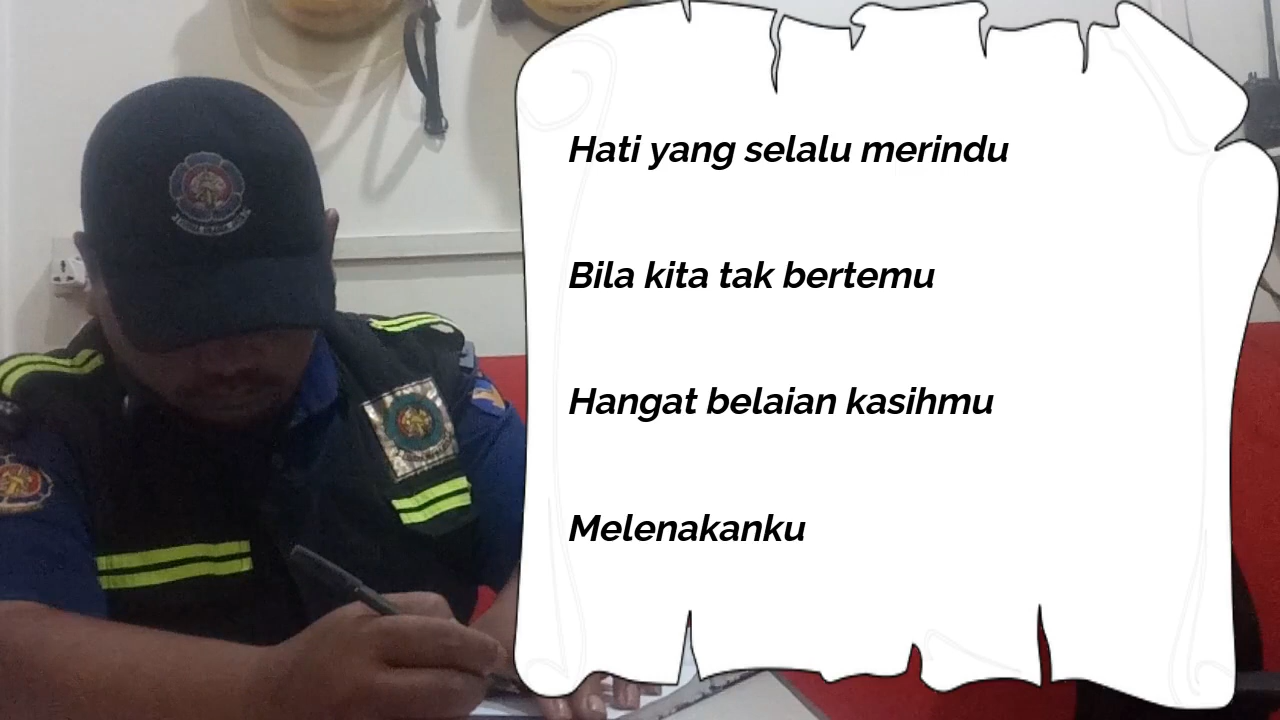 Hati yang selalu merindu
Bila kita tak bertemu
Hangat belaian kasihmu
Melenakanku